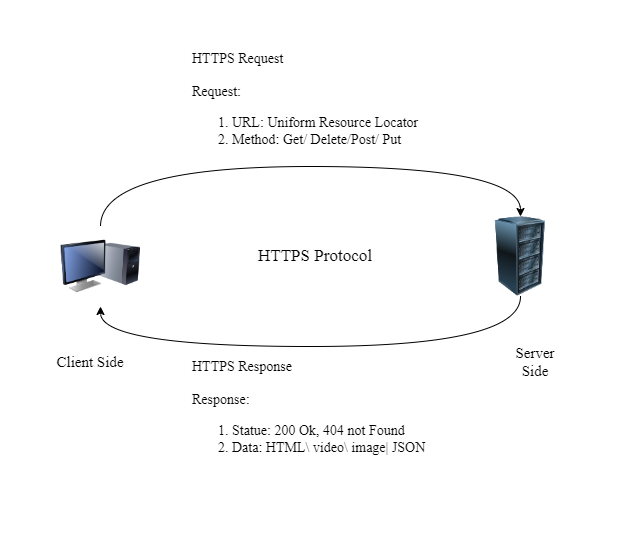 HTTPS Request
Request:
1. URL: Uniform Resource Locator
2. Method: Get/ Delete/Post/ Put
HTTPS Protocol
Client Side
Server
Side
HTTPS Response
Response:
1. Statue: 200 Ok, 404 not Found
2. Data: HTML\ video\ image| JSON